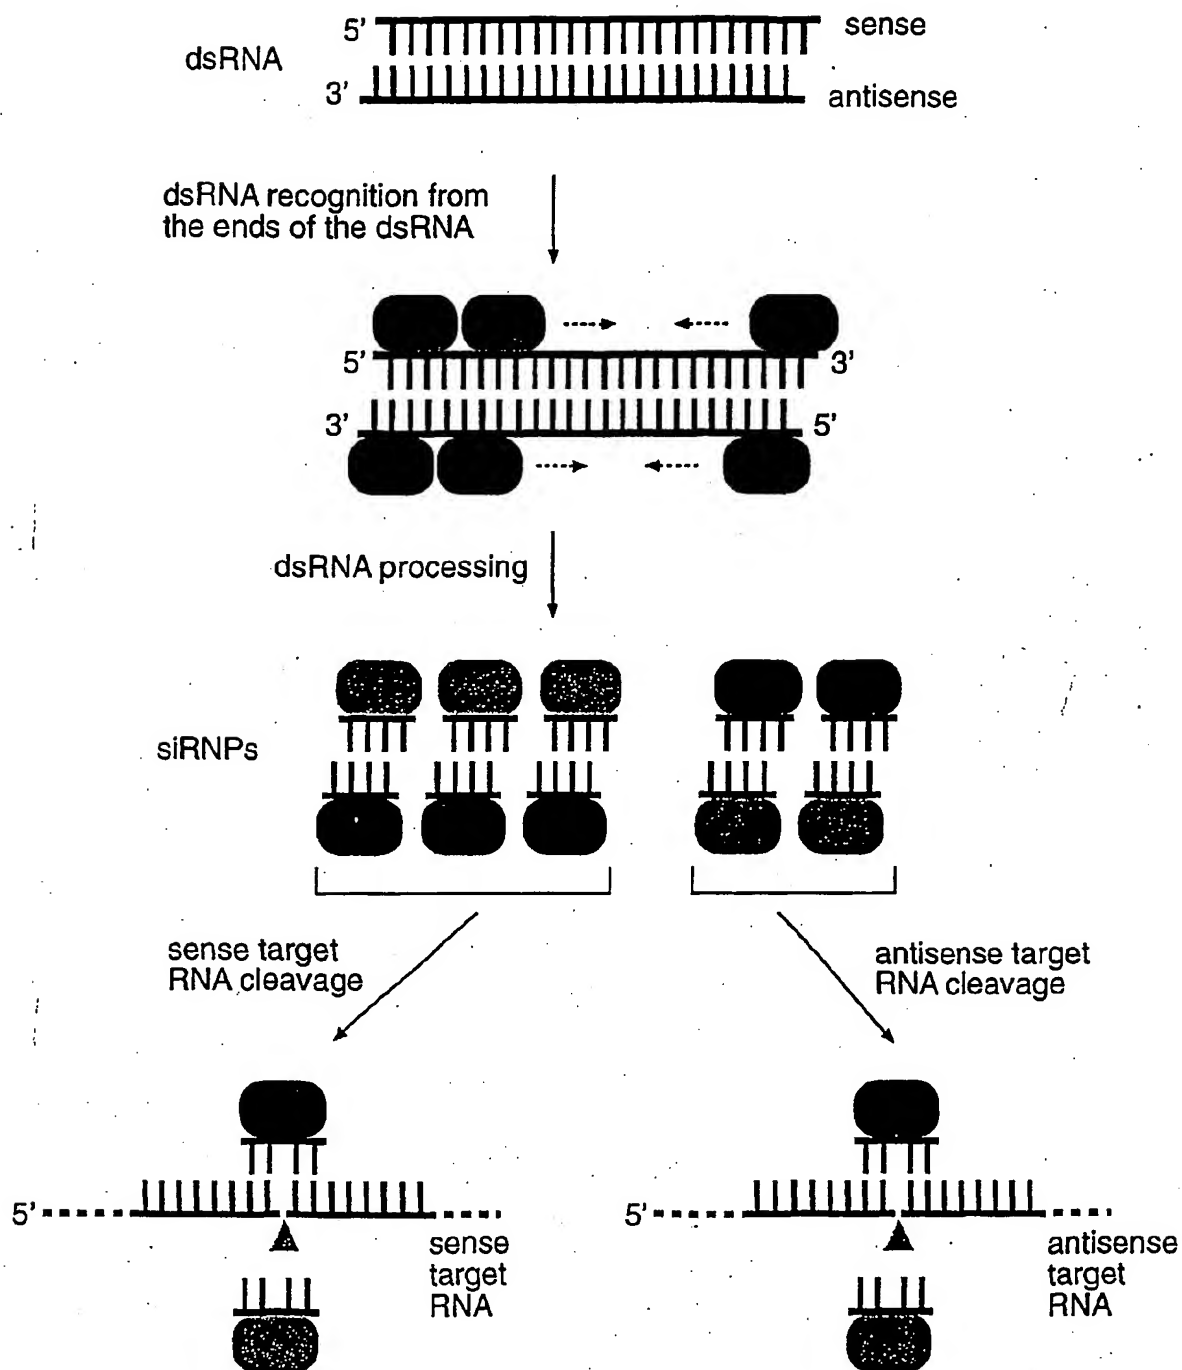 5' sense
dsRNA
3' antisense
dsRNA recognition from
the ends of the dsRNA
5' 3'
3' 5'
dsRNA processing
siRNPs
sense target
RNA cleavage
antisense target
RNA cleavage
5'
sense
target
RNA
5'
antisense
target
RNA